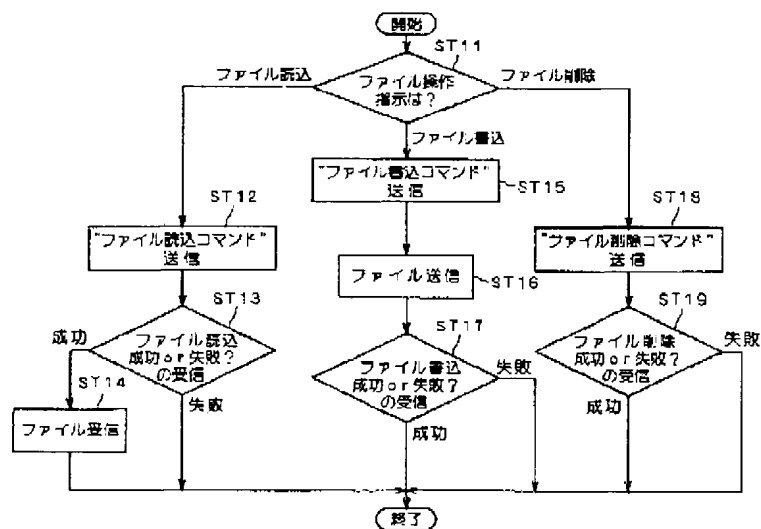 開始
ST11
ファイル操作
指示は？
ファイル読込
ファイル削除
ファイル書込
"ファイル書込コマンド"
送信
ST15
ST12
"ファイル読込コマンド"
送信
ST18
"ファイル削除コマンド"
送信
ファイル送信
ST16
ST13
ファイル読込
成功or失敗？
の受信
成功
失敗
ST17
ファイル書込
成功or失敗？
の受信
失敗
成功
ST19
ファイル削除
成功or失敗？
の受信
失敗
成功
ST14
ファイル受信
終了